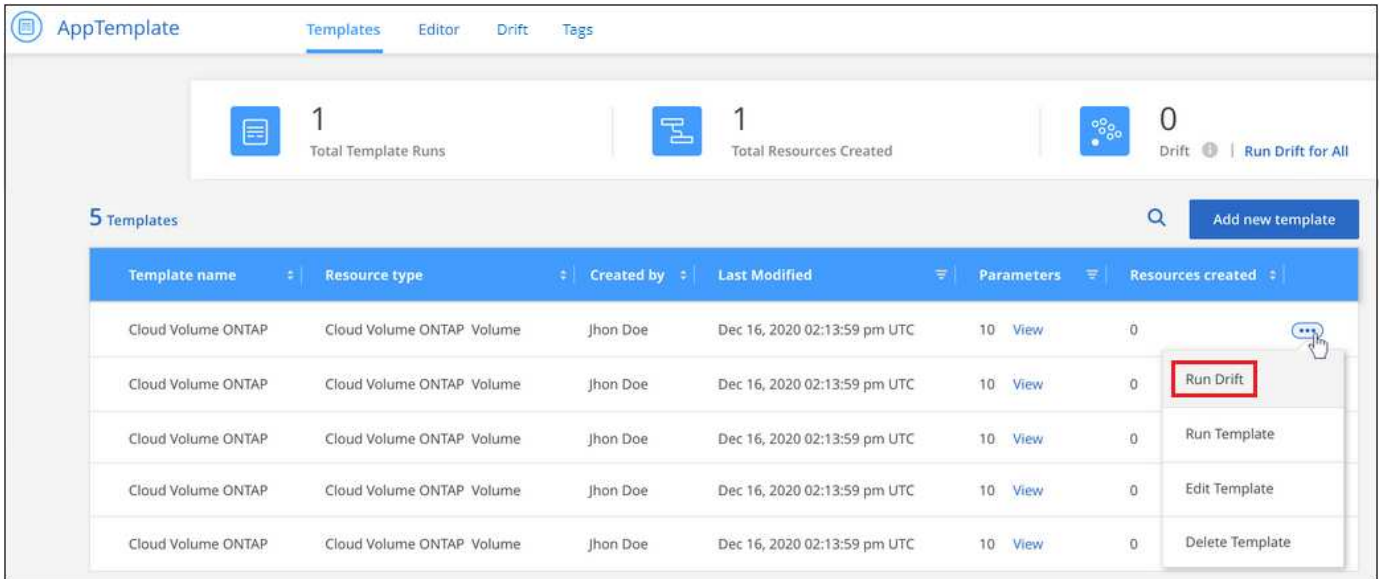 AppTemplate Templates Editor Drift Tags
1 1 0
Total Template Runs Total Resources Created Drift | Run Drift for All
5 Templates Add new template
Template name Resource type Created by Last Modified Parameters Resources created
Cloud Volume ONTAP Cloud Volume ONTAP Volume Jhon Doe Dec 16, 2020 02:13:59 pm UTC 10 View 0
Cloud Volume ONTAP Cloud Volume ONTAP Volume Jhon Doe Dec 16, 2020 02:13:59 pm UTC 10 View 0 Run Drift
Cloud Volume ONTAP Cloud Volume ONTAP Volume Jhon Doe Dec 16, 2020 02:13:59 pm UTC 10 View 0 Run Template
Cloud Volume ONTAP Cloud Volume ONTAP Volume Jhon Doe Dec 16, 2020 02:13:59 pm UTC 10 View 0 Edit Template
Cloud Volume ONTAP Cloud Volume ONTAP Volume Jhon Doe Dec 16, 2020 02:13:59 pm UTC 10 View 0 Delete Template